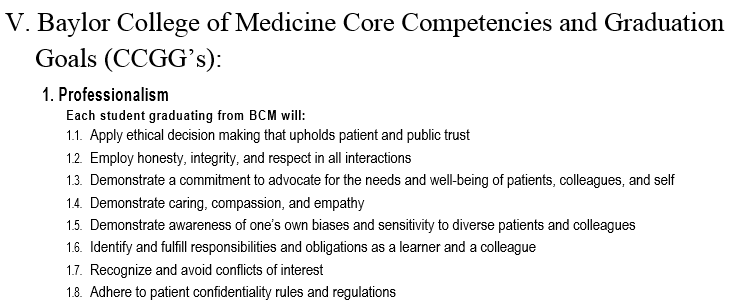 V. Baylor College of Medicine Core Competencies and Graduation
Goals (CCGG’s):
1. Professionalism
Each student graduating from BCM will:
1.1. Apply ethical decision making that upholds patient and public trust
1.2. Employ honesty, integrity, and respect in all interactions
1.3. Demonstrate a commitment to advocate for the needs and well-being of patients, colleagues, and self
1.4. Demonstrate caring, compassion, and empathy
1.5. Demonstrate awareness of one’s own biases and sensitivity to diverse patients and colleagues
1.6. Identify and fulfill responsibilities and obligations as a learner and a colleague
1.7. Recognize and avoid conflicts of interest
1.8. Adhere to patient confidentiality rules and regulations